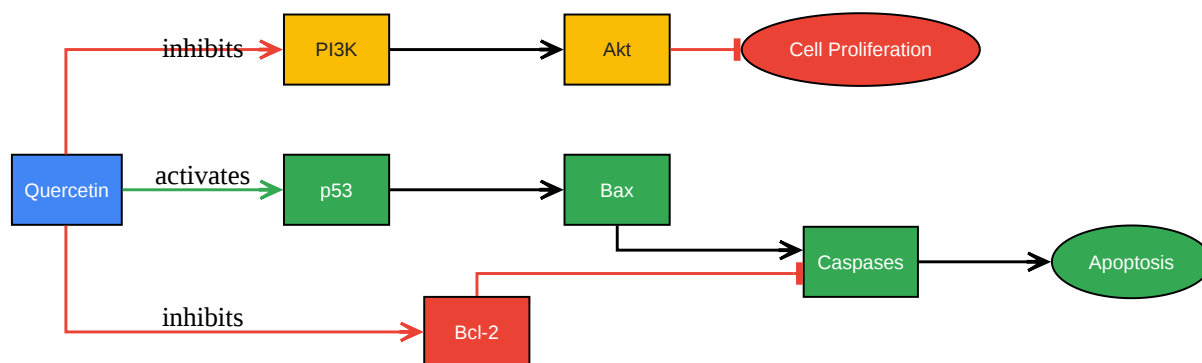 inhibits
PI3K
Akt
Cell Proliferation
Quercetin
activates
p53
Bax
Caspases
Apoptosis
inhibits
Bcl-2